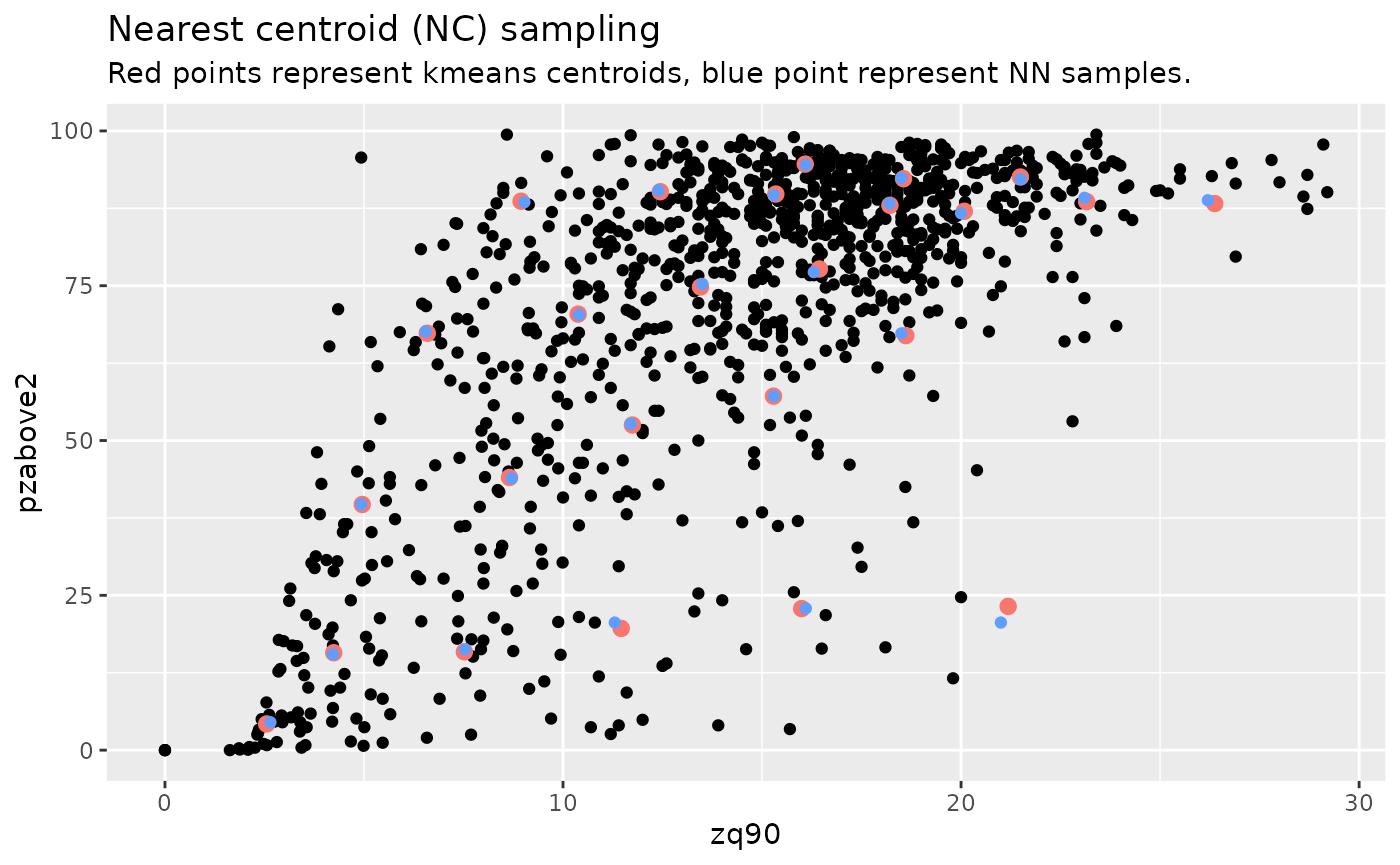 Nearest centroid (NC) sampling
Red points represent kmeans centroids, blue point represent NN samples.
100
75
50
25
0
pzabove2
0 10 20 30
zq90